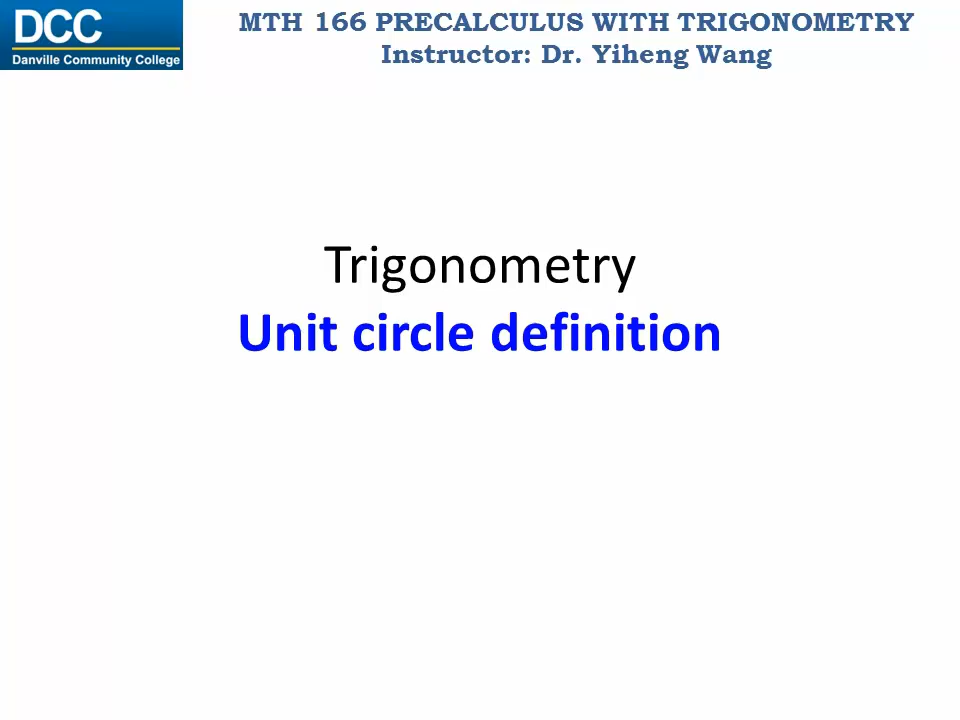 DCC
Danville Community College
MTH 166 PRECALCULUS WITH TRIGONOMETRY
Instructor: Dr. Yiheng Wang
Trigonometry
Unit circle definition